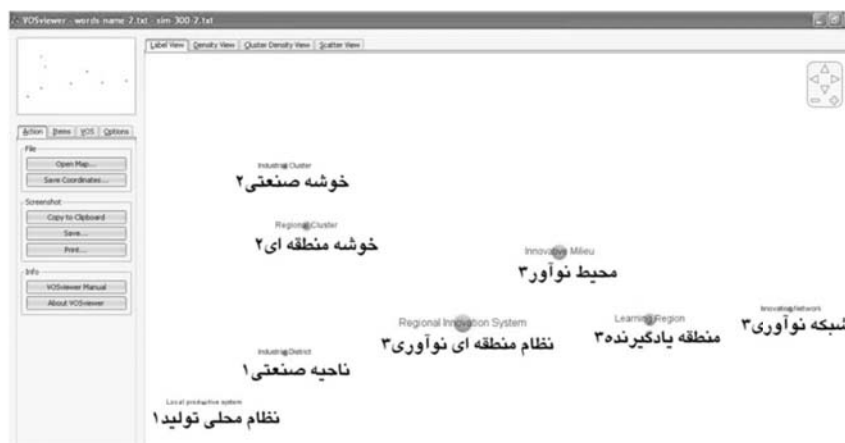 VOSviewer - words name-2.txt - sim 300-2.txt
Label View Density View Cluster Density View Scatter View
Action Items VOS Options
File
Open Map...
Save Coordinates...
Screenshot
Copy to Clipboard
Save...
Print...
Info
VOSviewer Manual
About VOSviewer
Industrial Cluster
خوشه صنعتی۲
Regional Cluster
خوشه منطقه ای۲
Innovative Milieu
محیط نوآور۳
Regional Innovation System
نظام منطقه ای نوآوری۳
Learning Region
منطقه یادگیرنده۳
Innovating Network
شبکه نوآوری۳
Industrial District
ناحیه صنعتی۱
Local productive system
نظام محلی تولید۱